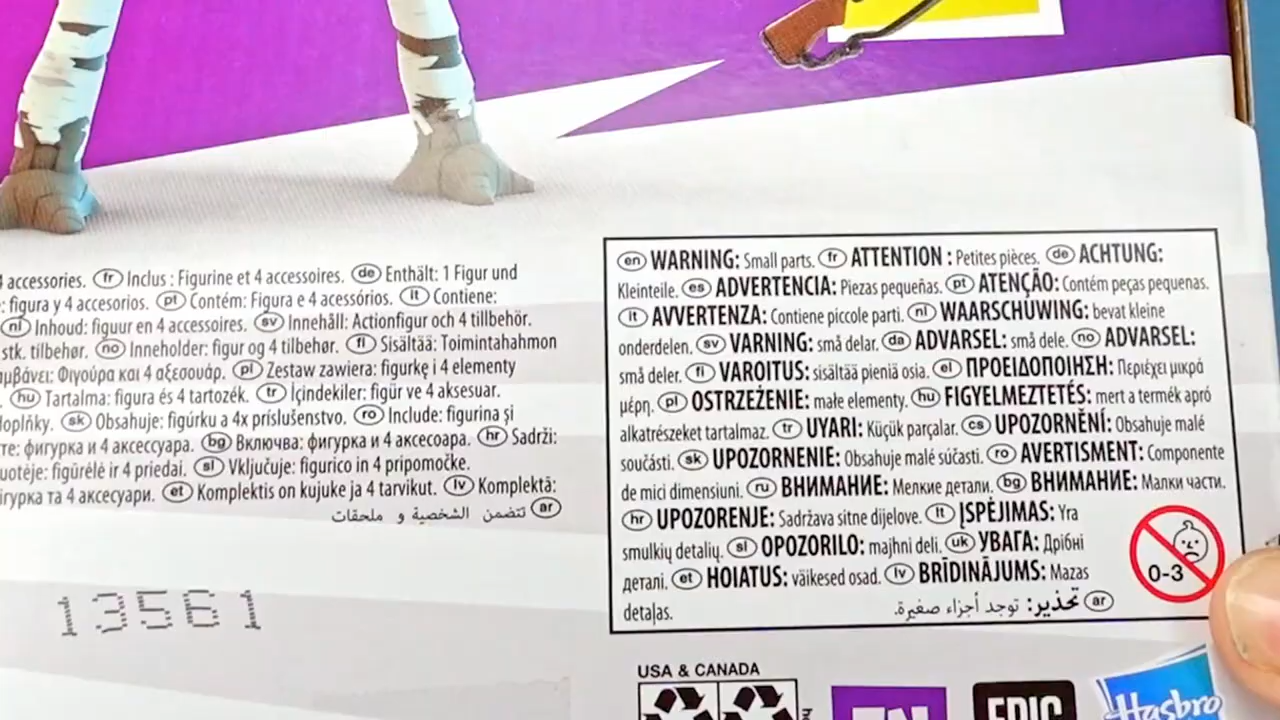 4 accessories. fr Inclus : Figurine et 4 accessoires. de Enthält: 1 Figur und
: figura y 4 accesorios. pt Contém: Figura e 4 acessórios. it Contiene:
nl Inhoud: figuur en 4 accessoires. sv Innehåll: Actionfigur och 4 tillbehör.
stk. tilbehør. no Inneholder: figur og 4 tilbehør. fi Sisältää: Toimintahahmon
Φιγούρα και 4 αξεσουάρ. pl Zestaw zawiera: figurkę i 4 elementy
hu Tartalma: figura és 4 tartozék. tr İçindekiler: figür ve 4 aksesuar.
sk Obsahuje: figúrku a 4x príslušenstvo. ro Include: figurina și
фигурка и 4 аксессуара. bg Включва: фигурка и 4 аксесоара. hr Sadrži:
figūrėlė ir 4 priedai. sl Vključuje: figurico in 4 pripomočke.
та 4 аксесуари. et Komplektis on kujuke ja 4 tarvikut. lv Komplektā:
ar تتضمن الشخصية و ملحقات
13561
en WARNING: Small parts. fr ATTENTION : Petites pièces. de ACHTUNG:
Kleinteile. es ADVERTENCIA: Piezas pequeñas. pt ATENÇÃO: Contém peças pequenas.
it AVVERTENZA: Contiene piccole parti. nl WAARSCHUWING: bevat kleine
onderdelen. sv VARNING: små delar. da ADVARSEL: små dele. no ADVARSEL:
små deler. fi VAROITUS: sisältää pieniä osia. el ΠΡΟΕΙΔΟΠΟΙΗΣΗ: Περιέχει μικρά
μέρη. pl OSTRZEŻENIE: małe elementy. hu FIGYELMEZTETÉS: mert a termék apró
alkatrészeket tartalmaz. tr UYARI: Küçük parçalar. cs UPOZORNĚNÍ: Obsahuje malé
součásti. sk UPOZORNENIE: Obsahuje malé súčasti. ro AVERTISMENT: Componente
de mici dimensiuni. ru ВНИМАНИЕ: Мелкие детали. bg ВНИМАНИЕ: Малки части.
hr UPOZORENJE: Sadržava sitne dijelove. lt ĮSPĖJIMAS: Yra
smulkių detalių. sl OPOZORILO: majhni deli. uk УВАГА: Дрібні
деталі. et HOIATUS: väikesed osad. lv BRĪDINĀJUMS: Mazas
detaļas. ar تحذير: توجد أجزاء صغيرة.
0-3
USA & CANADA
EPIC
Hasbro